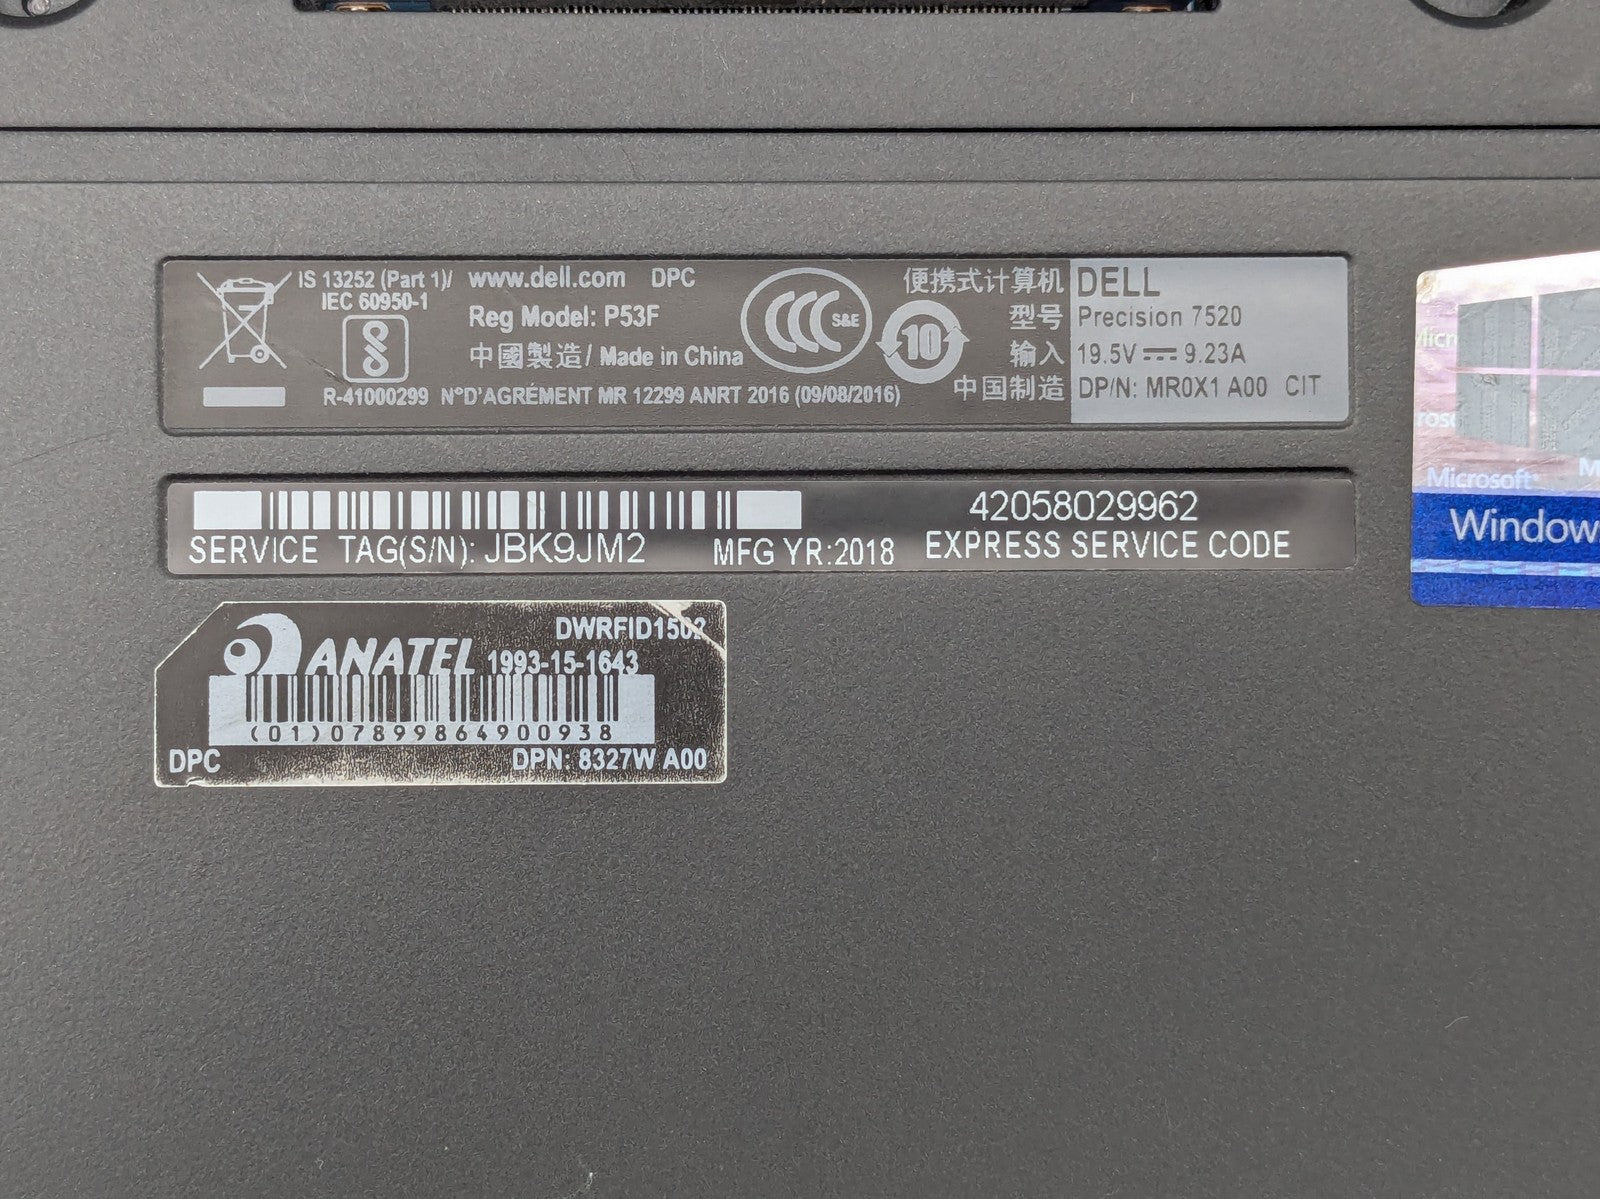 IS 13252 (Part 1)/
IEC 60950-1
R-41000299
www.dell.com DPC
Reg Model: P53F
中國製造/ Made in China
N°D'AGRÉMENT MR 12299 ANRT 2016 (09/08/2016)
S&E
10
便携式计算机 DELL
型号 Precision 7520
输入 19.5V 9.23A
中国制造 DP/N: MR0X1 A00 CIT
SERVICE TAG(S/N): JBK9JM2 MFG YR:2018
42058029962
EXPRESS SERVICE CODE
DWRFID1502
ANATEL 1993-15-1643
(01)07899864900938
DPC DPN: 8327W A00
Microsoft
Windows